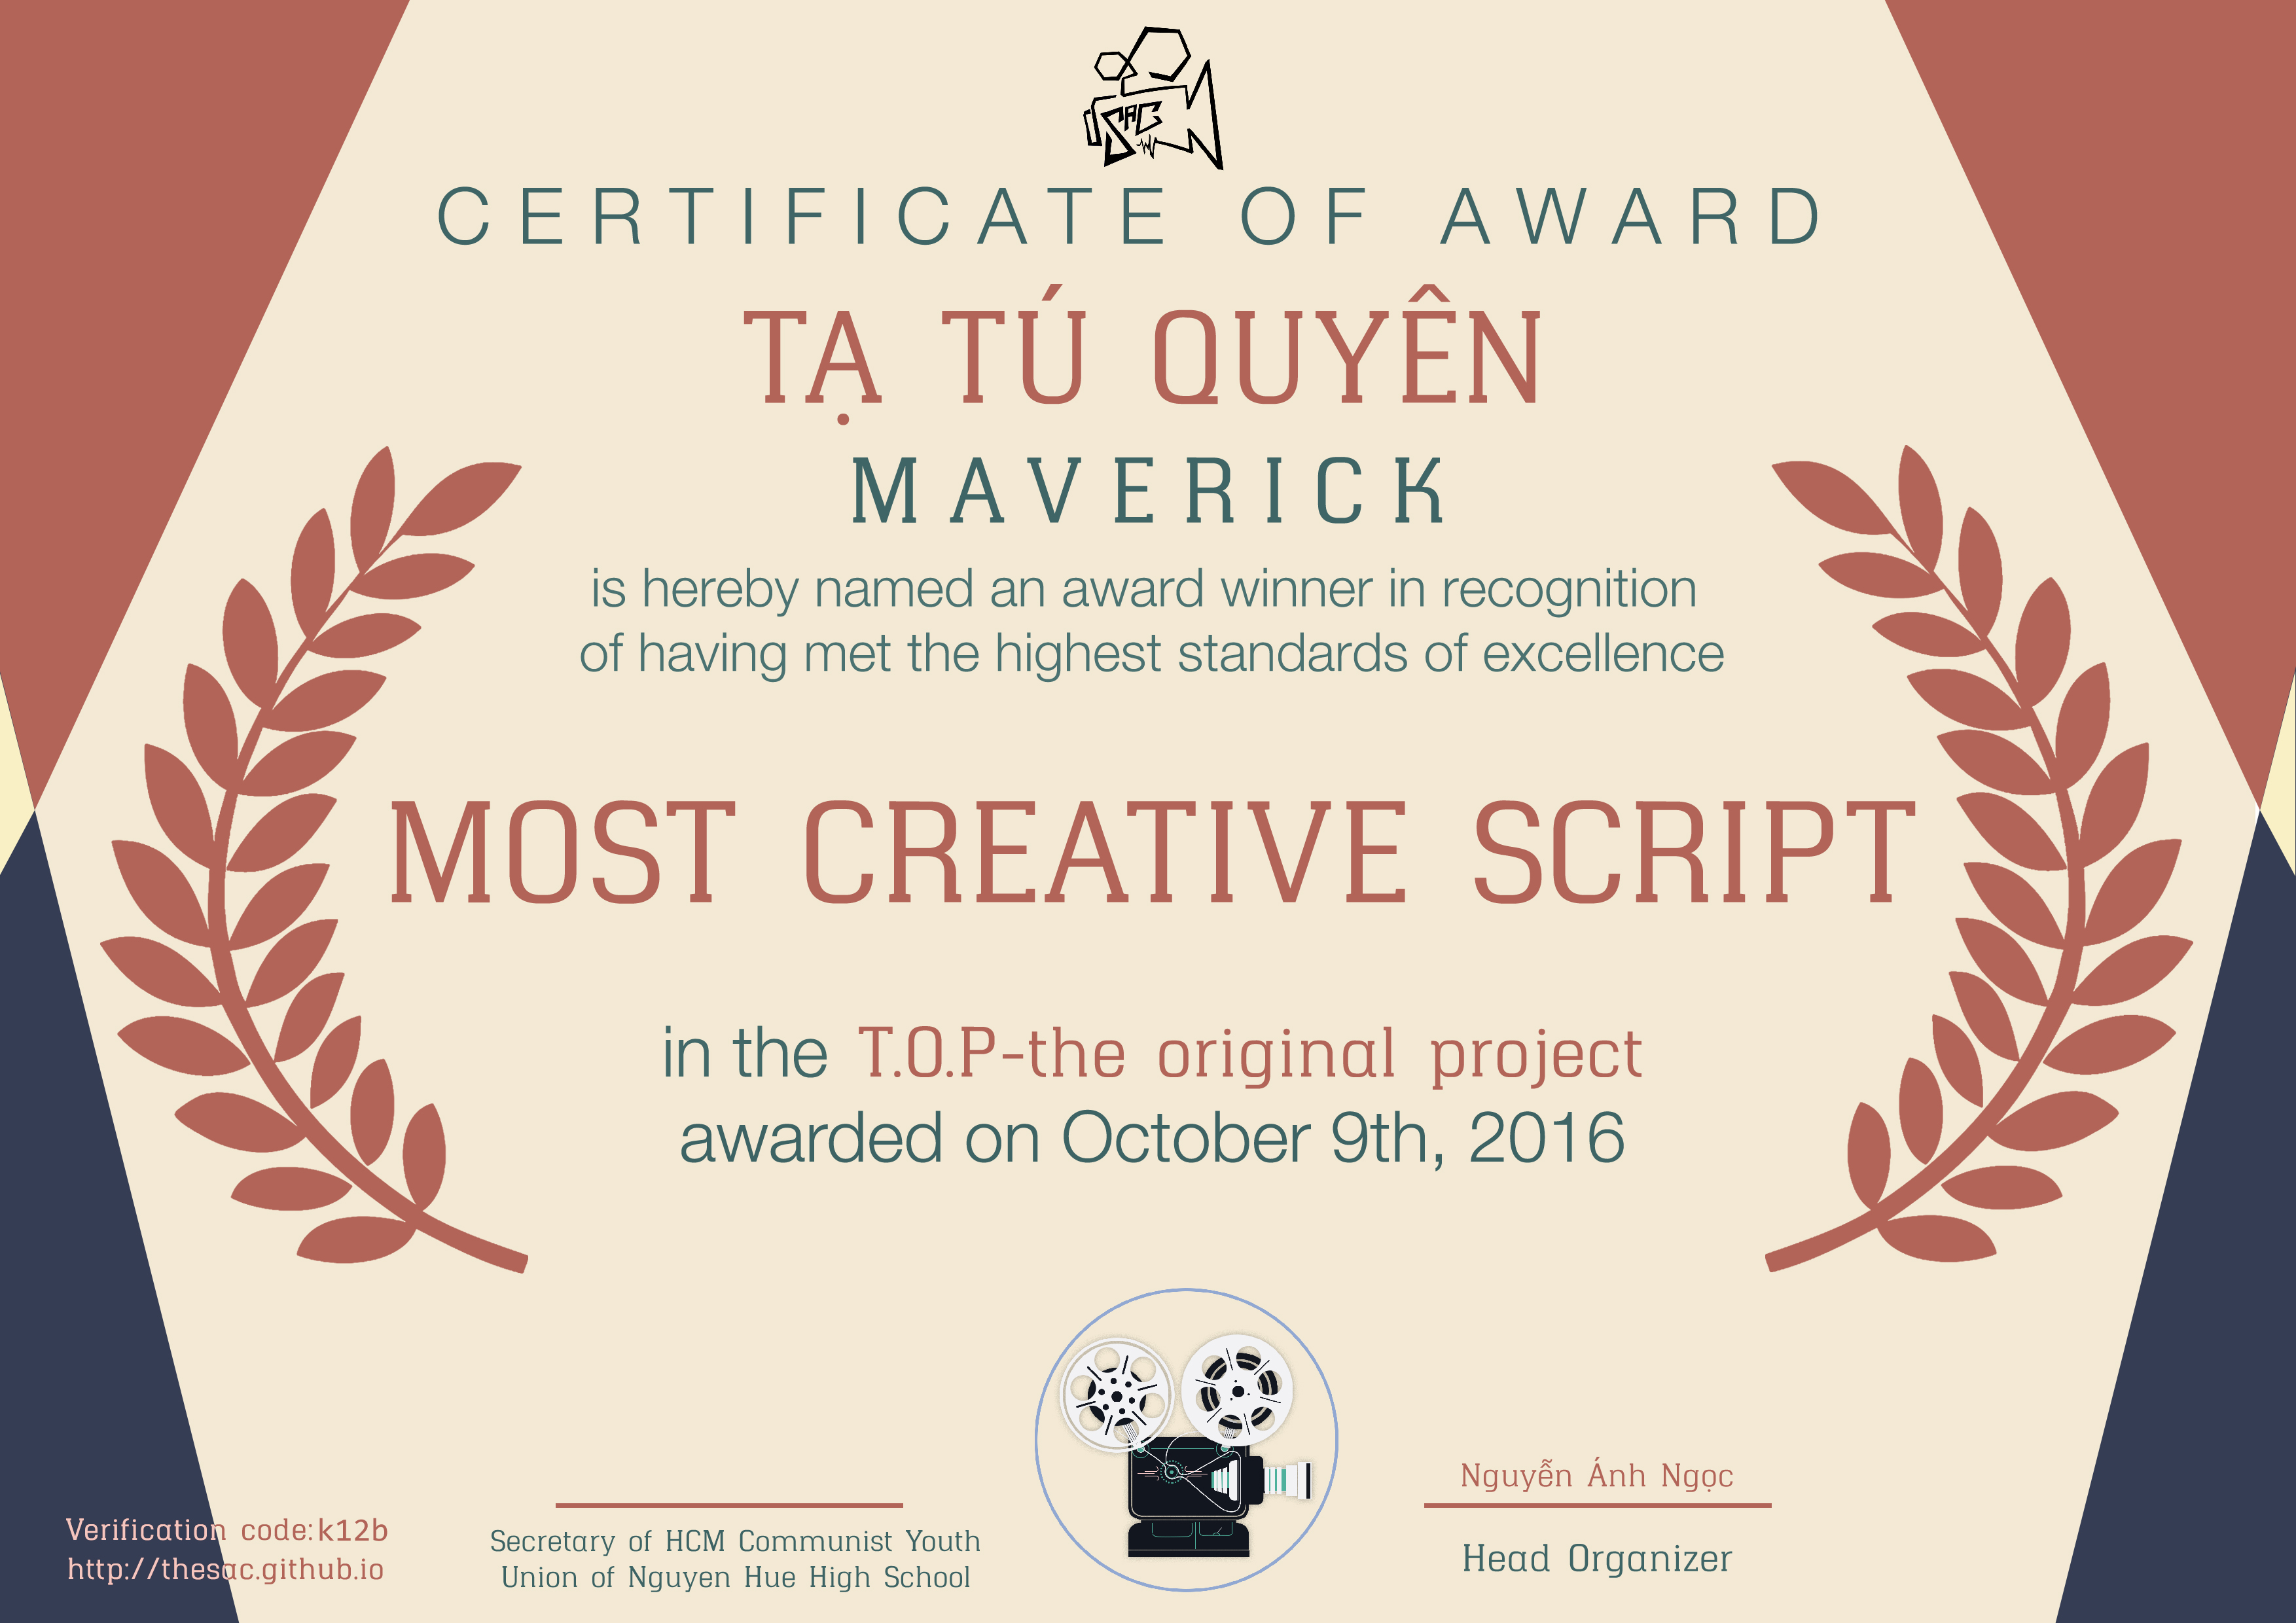 SAC
CERTIFICATE OF AWARD
TẠ TÚ QUYÊN
MAVERICK
is hereby named an award winner in recognition
of having met the highest standards of excellence
MOST CREATIVE SCRIPT
in the T.O.P-the original project
awarded on October 9th, 2016
Nguyễn Ánh Ngọc
Verification code:k12b
http://thesac.github.io
Secretary of HCM Communist Youth
Union of Nguyen Hue High School
Head Organizer